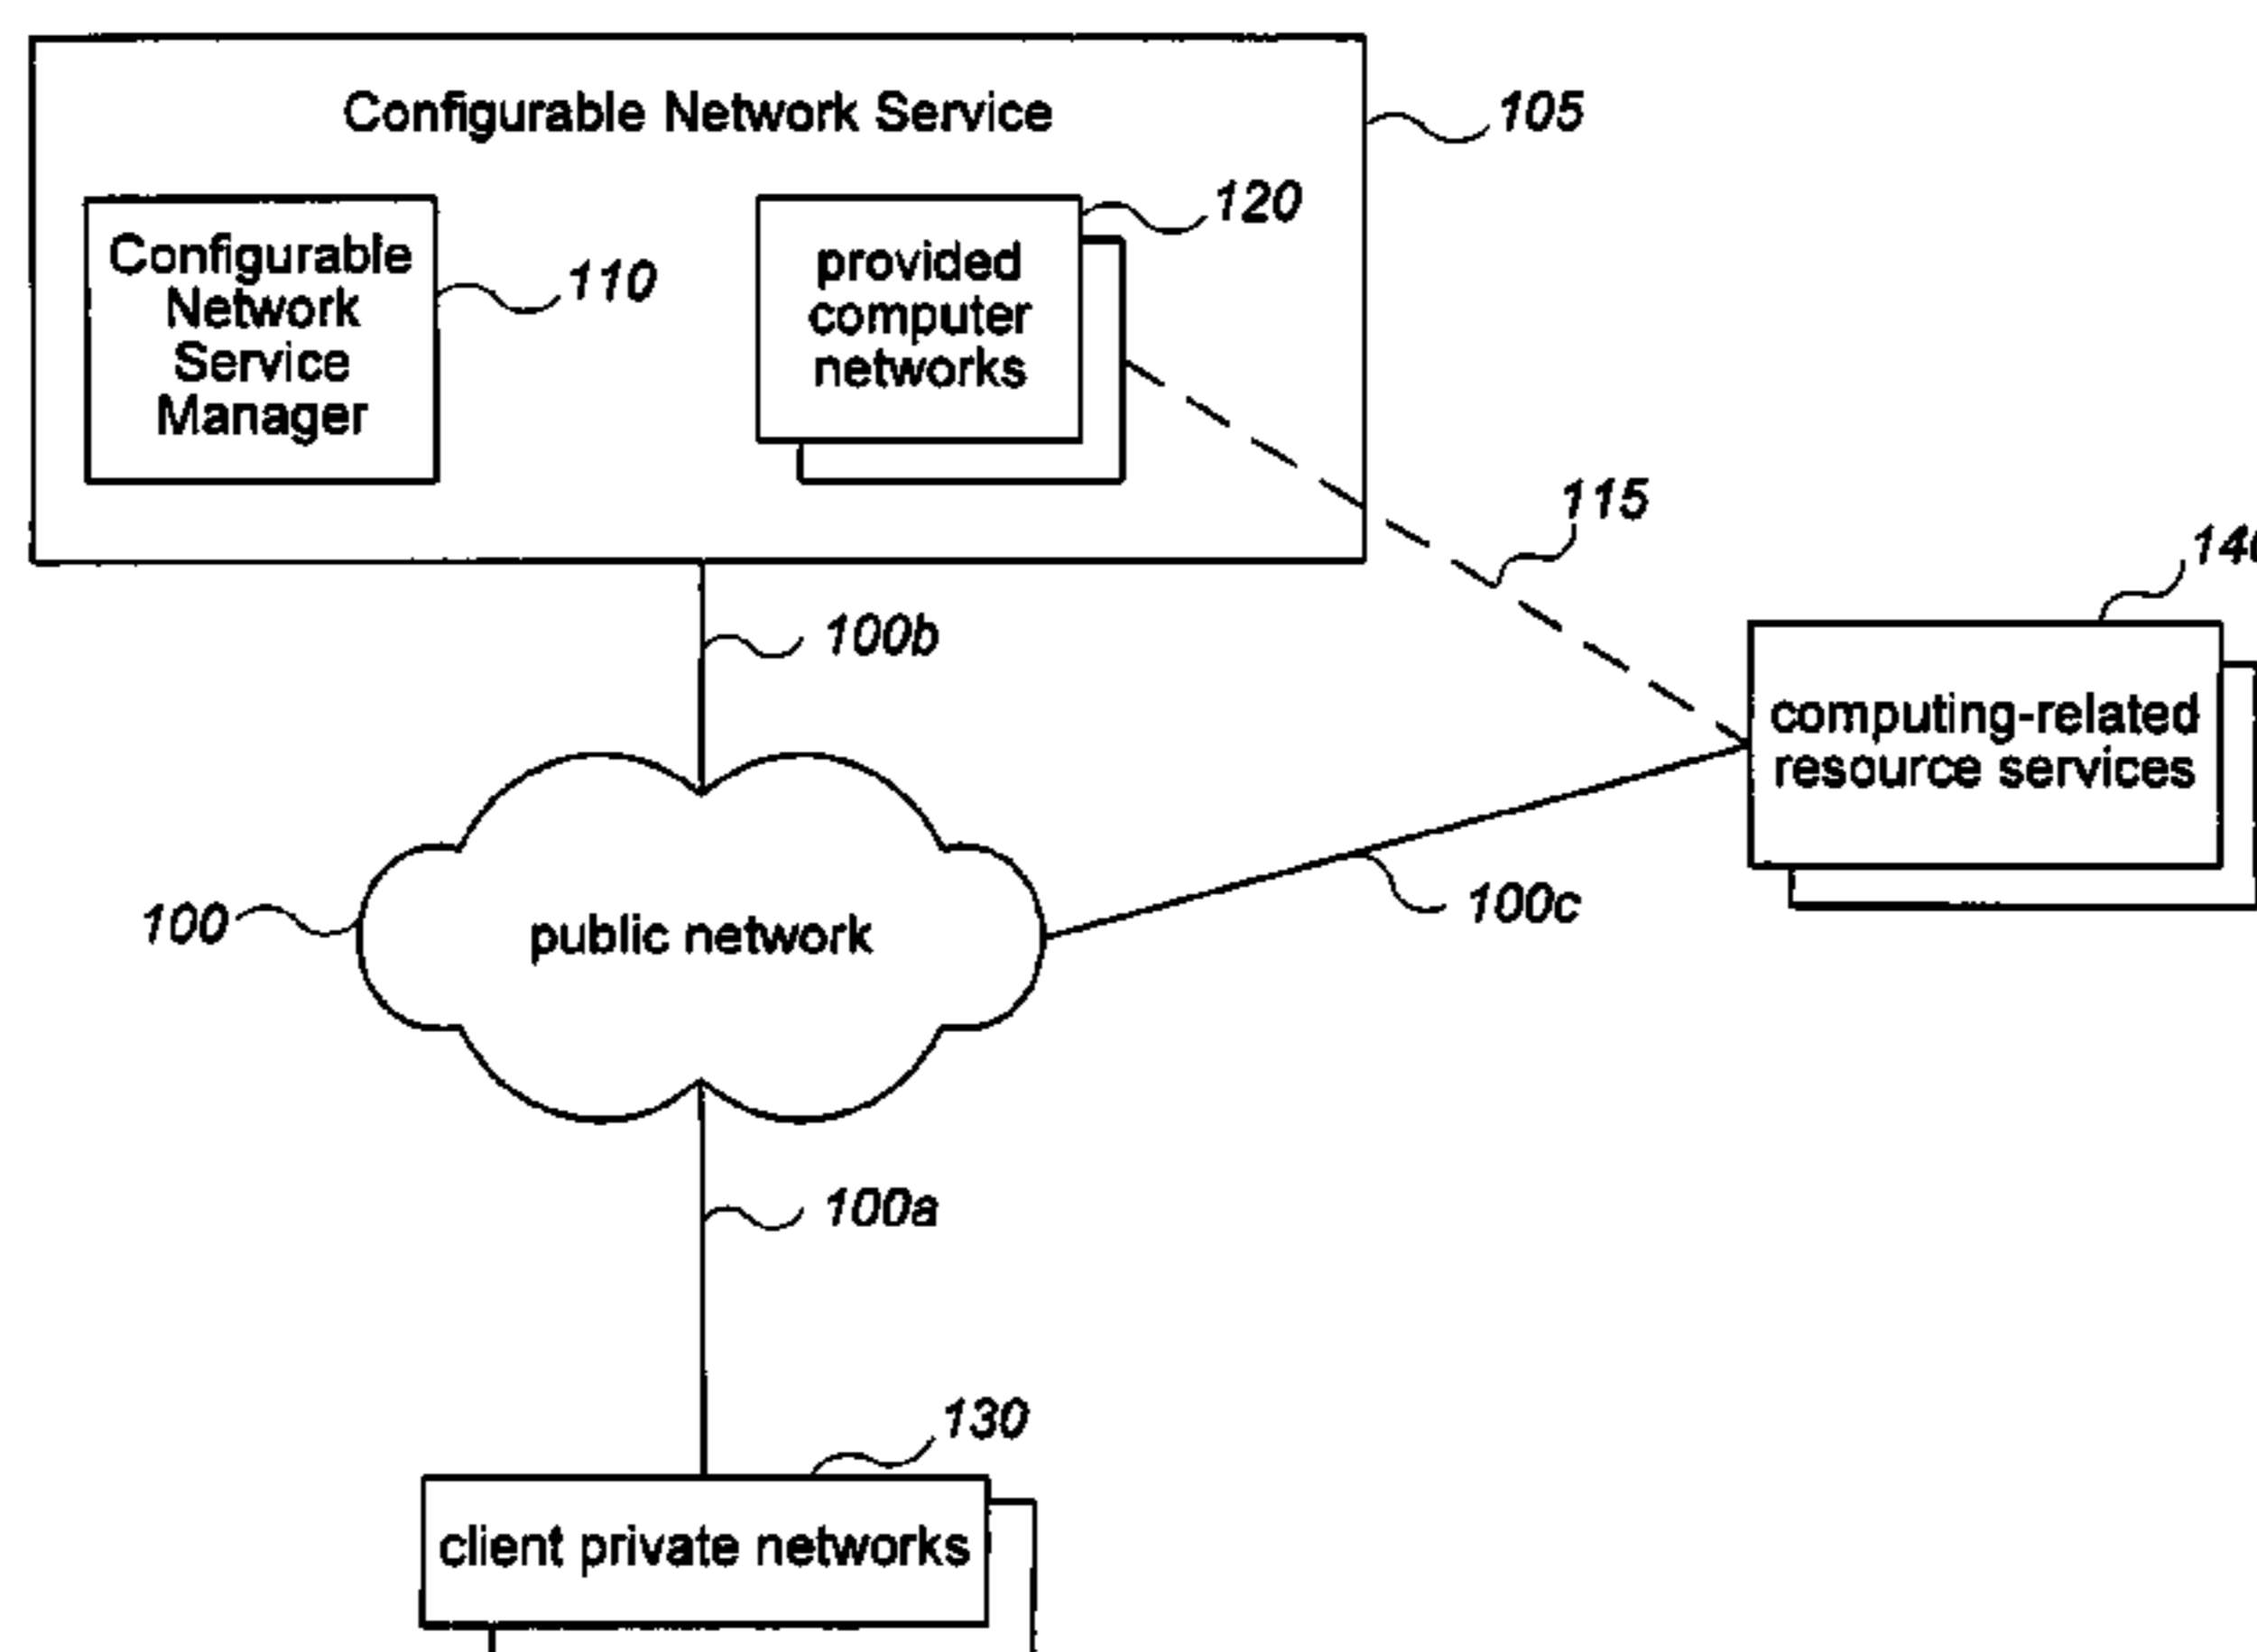 Configurable Network Service
105
Configurable
Network
Service
Manager
110
provided
computer
networks
120
115
100b
computing-related
resource services
public network
100
100c
100a
130
client private networks